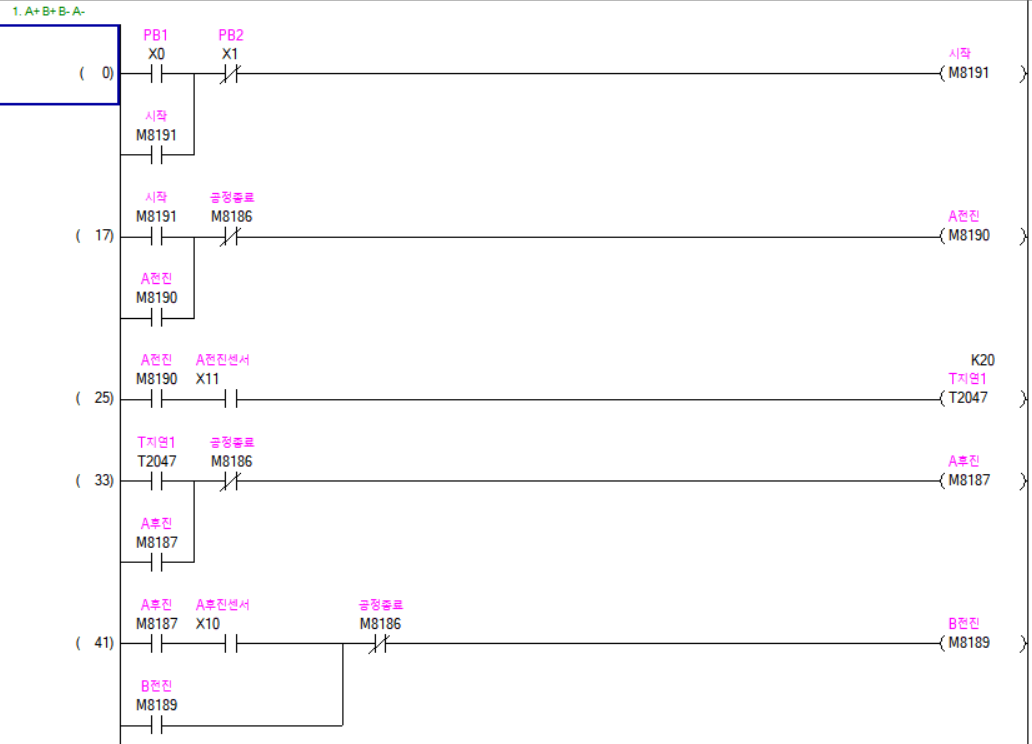 1. A+ B+ B- A-
PB1 PB2
X0 X1 시작
( 0) M8191
시작
M8191
시작 공정종료
M8191 M8186 A전진
( 17) M8190
A전진
M8190
A전진 A전진센서 K20
M8190 X11 T지연1
( 25) T2047
T지연1 공정종료
T2047 M8186 A후진
( 33) M8187
A후진
M8187
A후진 A후진센서 공정종료
M8187 X10 M8186 B전진
( 41) M8189
B전진
M8189